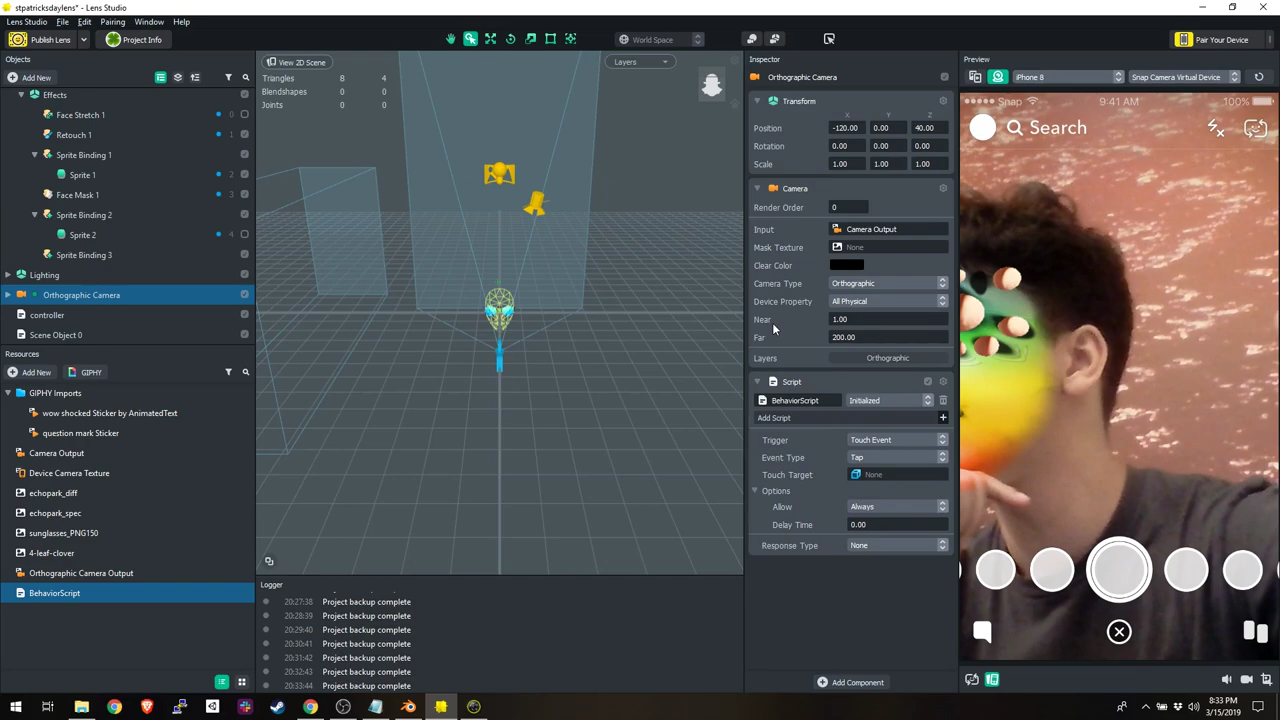 stpatricksdaylens* - Lens Studio
Lens Studio File Edit Pairing Window Help
Publish Lens Project Info World Space Pair Your Device
Objects
Add New
Effects
Face Stretch 1 0
Retouch 1 1
Sprite Binding 1
Sprite 1 2
Face Mask 1 3
Sprite Binding 2
Sprite 2 4
Sprite Binding 3
Lighting
Orthographic Camera
controller
Scene Object 0
Resources
Add New GIPHY
GIPHY Imports
wow shocked Sticker by AnimatedText
question mark Sticker
Camera Output
Device Camera Texture
echopark_diff
echopark_spec
sunglasses_PNG150
4-leaf-clover
Orthographic Camera Output
BehaviorScript
View 2D Scene Layers
Triangles 8 4
Blendshapes 0 0
Joints 0 0
Logger
20:27:38 Project backup complete
20:28:39 Project backup complete
20:29:40 Project backup complete
20:30:41 Project backup complete
20:31:42 Project backup complete
20:32:43 Project backup complete
20:33:44 Project backup complete
Inspector
Orthographic Camera
Transform
X Y Z
Position -120.00 0.00 40.00
Rotation 0.00 0.00 0.00
Scale 1.00 1.00 1.00
Camera
Render Order 0
Input Camera Output
Mask Texture None
Clear Color
Camera Type Orthographic
Device Property All Physical
Near 1.00
Far 200.00
Layers Orthographic
Script
BehaviorScript Initialized
Add Script +
Trigger Touch Event
Event Type Tap
Touch Target None
Options
Allow Always
Delay Time 0.00
Response Type None
Add Component
Preview
iPhone 8 Snap Camera Virtual Device
Snap 9:41 AM 100%
Search
8:33 PM
3/15/2019